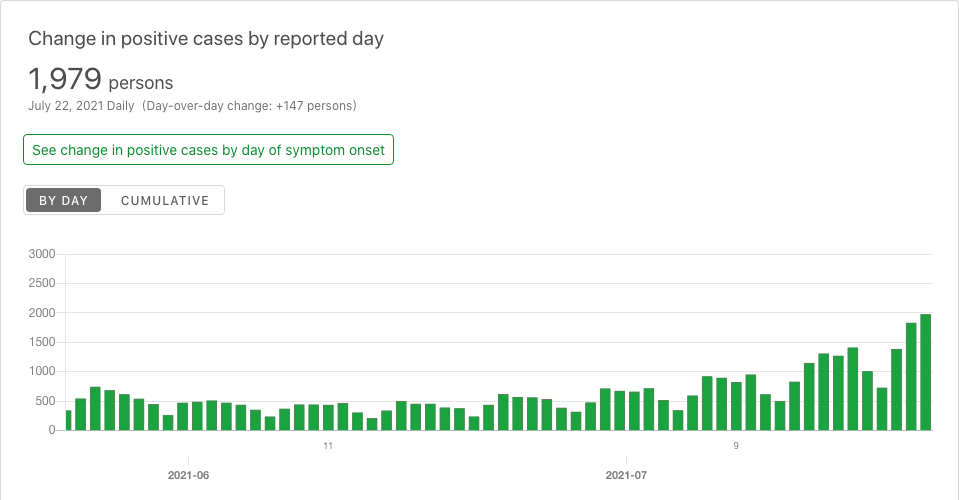 Change in positive cases by reported day
1,979 persons
July 22, 2021 Daily (Day-over-day change: +147 persons)
See change in positive cases by day of symptom onset
BY DAY CUMULATIVE
3000
2500
2000
1500
1000
500
0
11 9
2021-06 2021-07